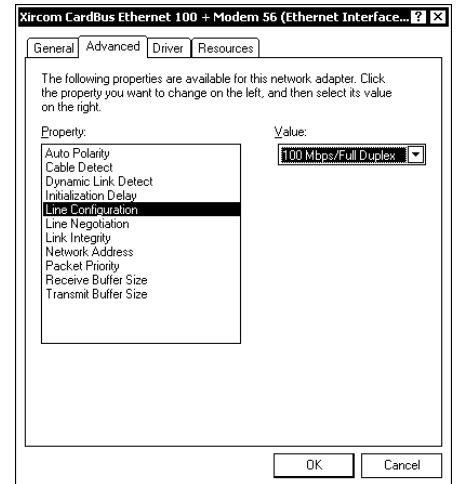 Xircom CardBus Ethernet 100 + Modem 56 (Ethernet Interface...
General Advanced Driver Resources
The following properties are available for this network adapter. Click
the property you want to change on the left, and then select its value
on the right.
Property:
Auto Polarity
Cable Detect
Dynamic Link Detect
Initialization Delay
Line Configuration
Line Negotiation
Link Integrity
Network Address
Packet Priority
Receive Buffer Size
Transmit Buffer Size
Value:
100 Mbps/Full Duplex
OK Cancel